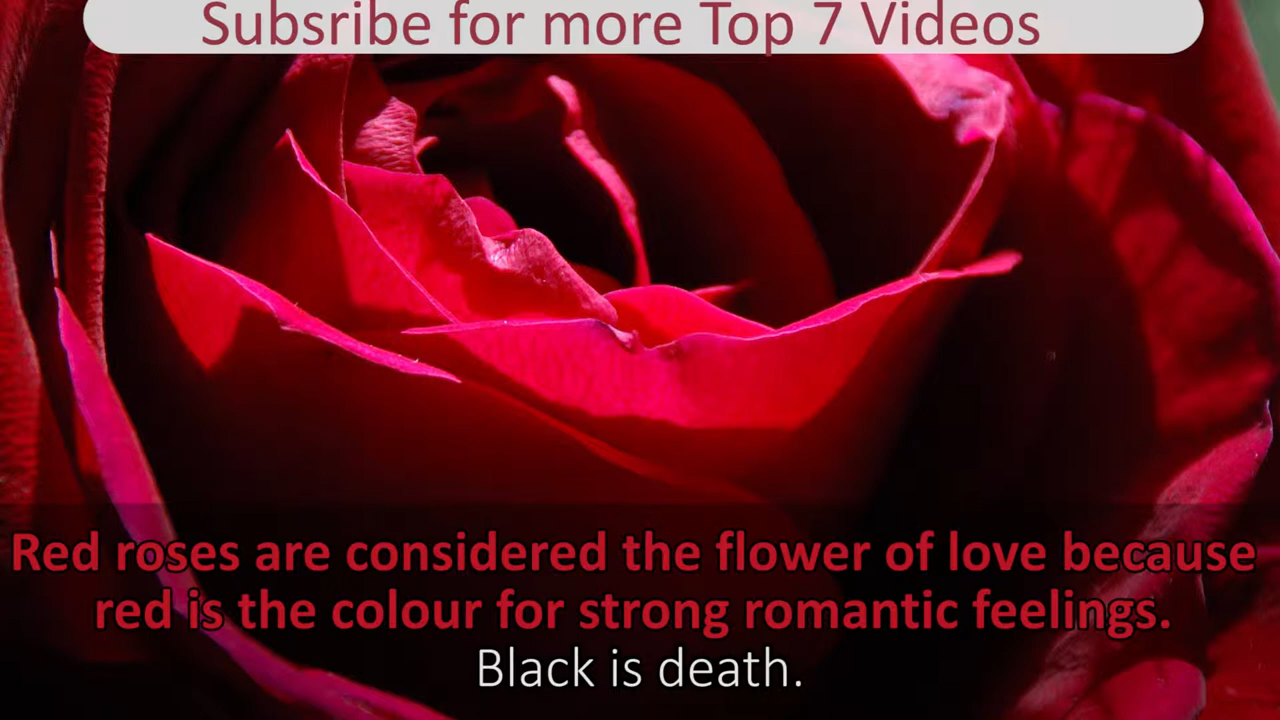 Subsribe for more Top 7 Videos
Red roses are considered the flower of love because
red is the colour for strong romantic feelings.
Black is death.